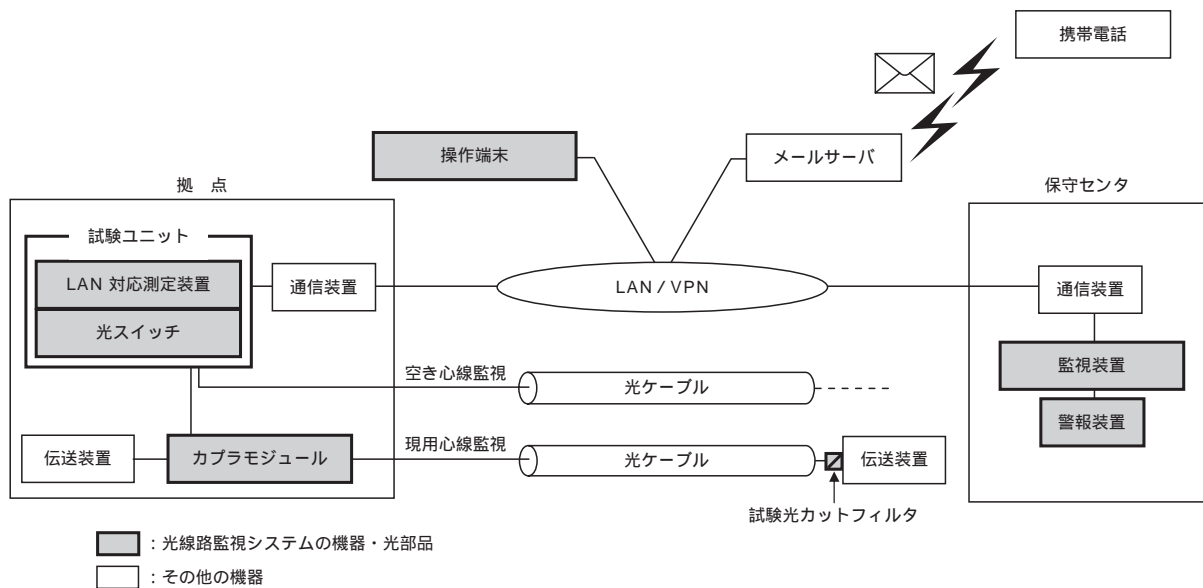 携帯電話
操作端末
メールサーバ
拠　点
保守センタ
試験ユニット
LAN 対応測定装置
光スイッチ
通信装置
LAN / VPN
通信装置
監視装置
警報装置
空き心線監視
光ケーブル
現用心線監視
光ケーブル
伝送装置
カプラモジュール
伝送装置
試験光カットフィルタ
：光線路監視システムの機器・光部品
：その他の機器